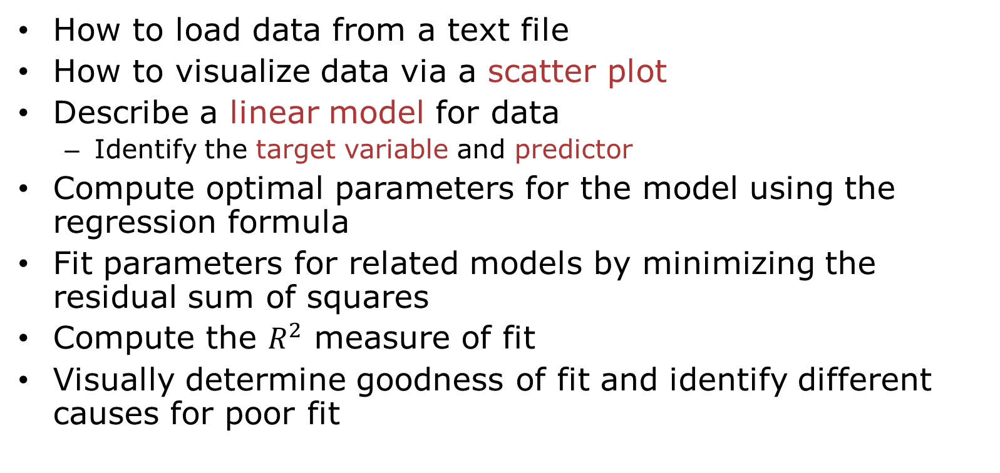 • How to load data from a text file
• How to visualize data via a scatter plot
• Describe a linear model for data
– Identify the target variable and predictor
• Compute optimal parameters for the model using the
regression formula
• Fit parameters for related models by minimizing the
residual sum of squares
• Compute the R² measure of fit
• Visually determine goodness of fit and identify different
causes for poor fit